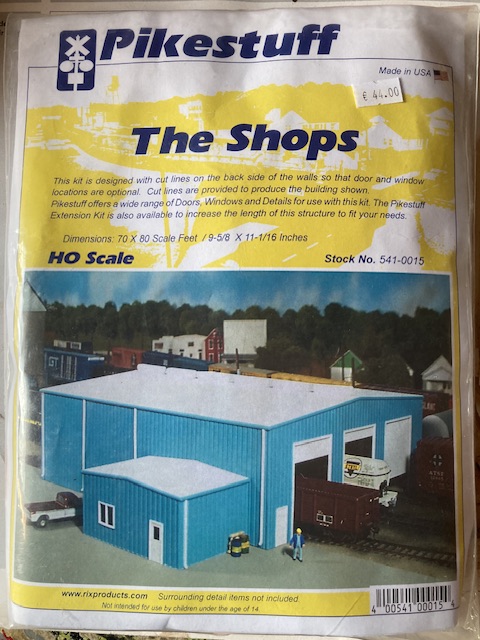 Pikestuff
Made in USA
€ 44.00
The Shops
This kit is designed with cut lines on the back side of the walls so that door and window
locations are optional. Cut lines are provided to produce the building shown.
Pikestuff offers a wide range of Doors, Windows and Details for use with this kit. The Pikestuff
Extension Kit is also available to increase the length of this structure to fit your needs.
Dimensions: 70 X 80 Scale Feet / 9-5/8 X 11-1/16 Inches
HO Scale
Stock No. 541-0015
GT
www.rixproducts.com Surrounding detail items not included.
Not intended for use by children under the age of 14.
4 00541 00015 4